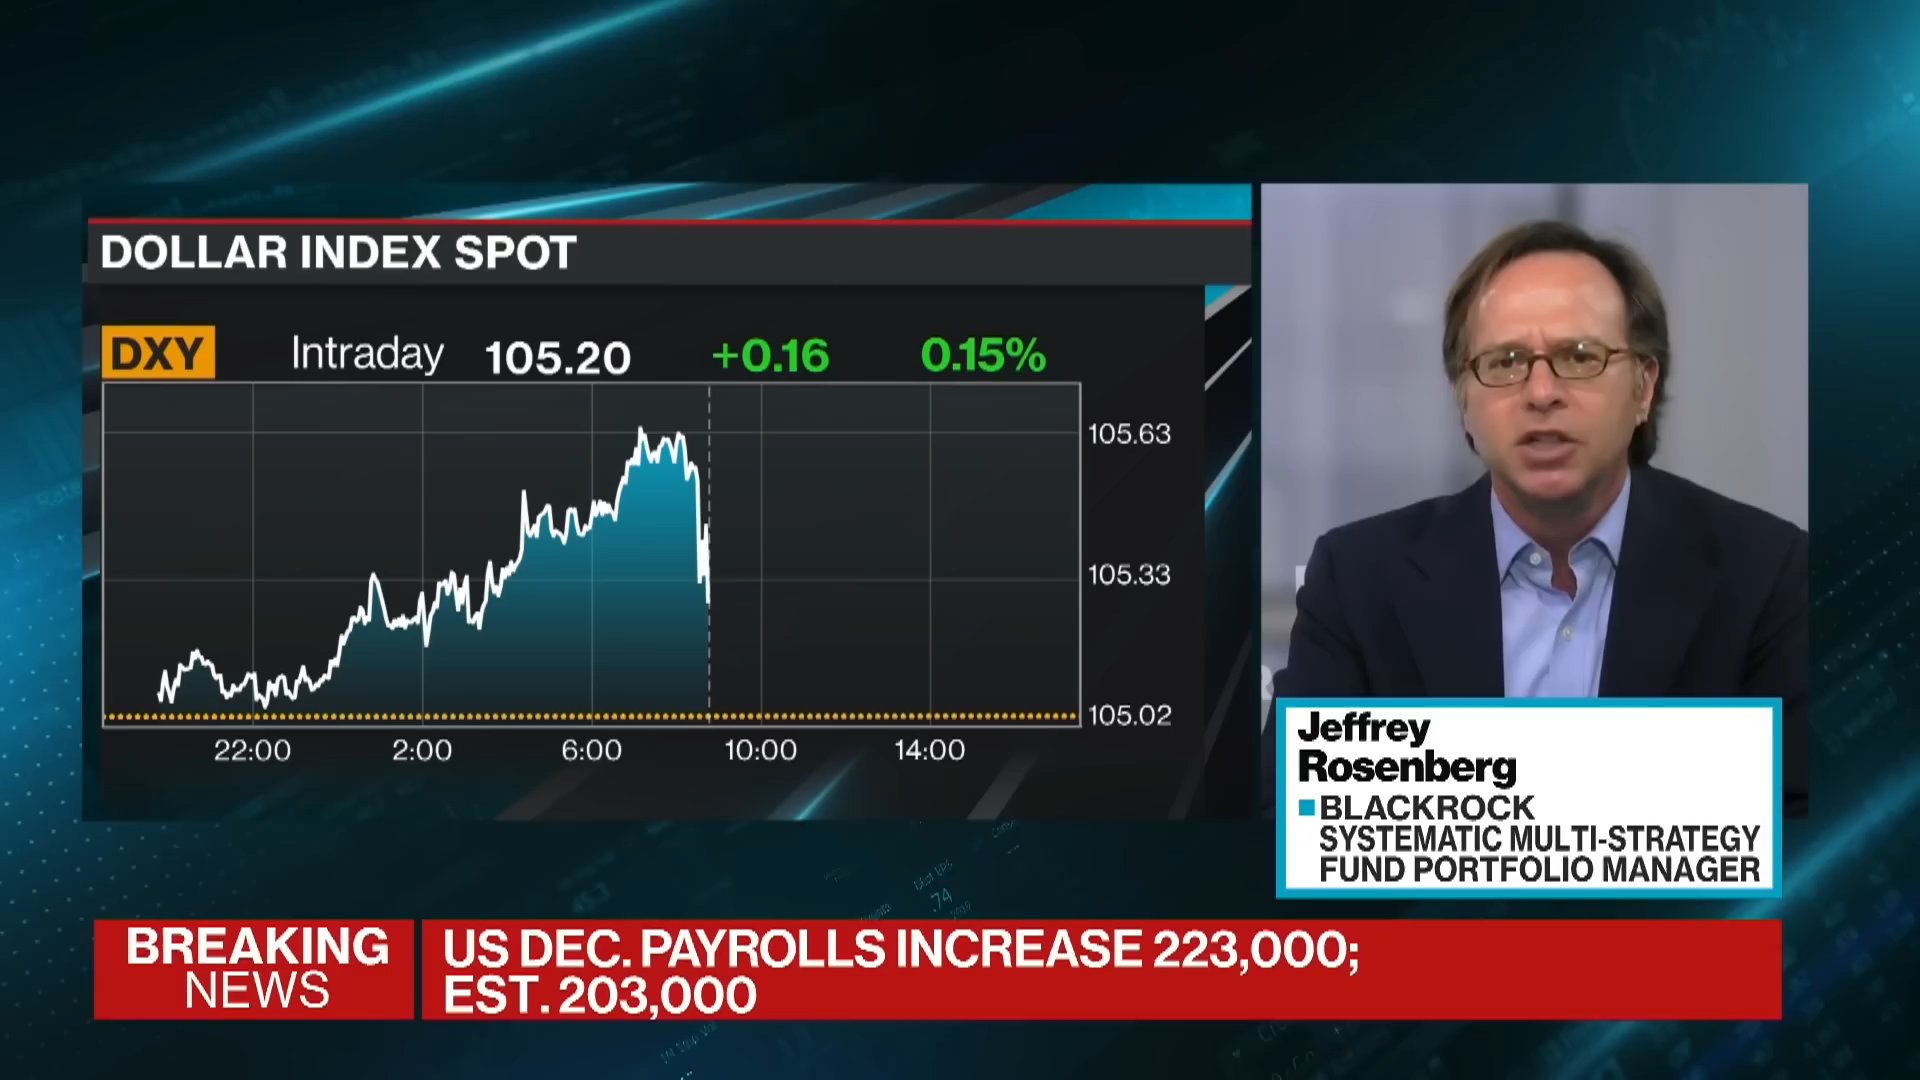 DOLLAR INDEX SPOT
DXY Intraday 105.20 +0.16 0.15%
105.63
105.33
105.02
22:00 2:00 6:00 10:00 14:00
Jeffrey
Rosenberg
BLACKROCK
SYSTEMATIC MULTI-STRATEGY
FUND PORTFOLIO MANAGER
BREAKING
NEWS
US DEC. PAYROLLS INCREASE 223,000;
EST. 203,000